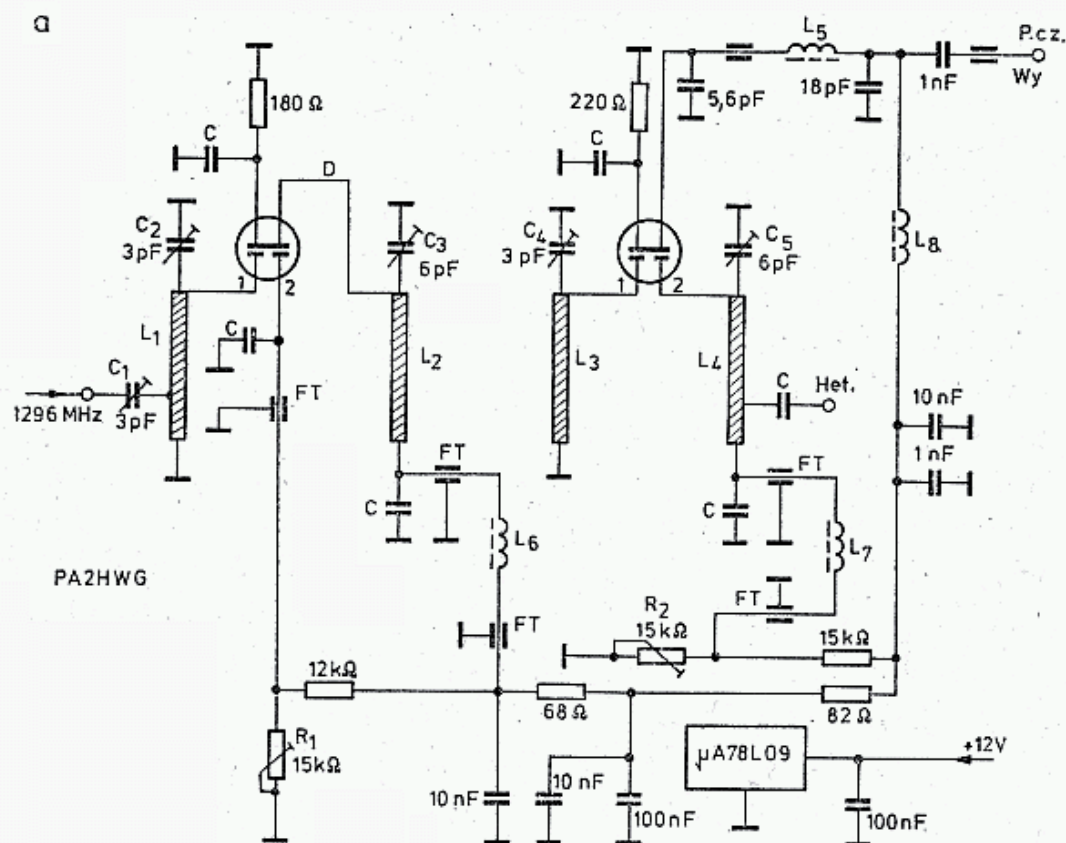 a
180 Ω
C
D
C2
3pF
C3
6pF
1
2
L1
C
C1
3pF
1296 MHz
FT
L2
FT
C
L6
PA2HWG
FT
12kΩ
68 Ω
R1
15kΩ
10 nF
10 nF
100nF
220Ω
C
5,6pF
L5
18pF
1nF
P.cz.
Wy
C4
3 pF
C5
6pF
1
2
L3
L4
L8
C
Het.
10 nF
1 nF
FT
C
L7
FT
R2
15kΩ
15kΩ
82 Ω
µA78L09
+12V
100nF